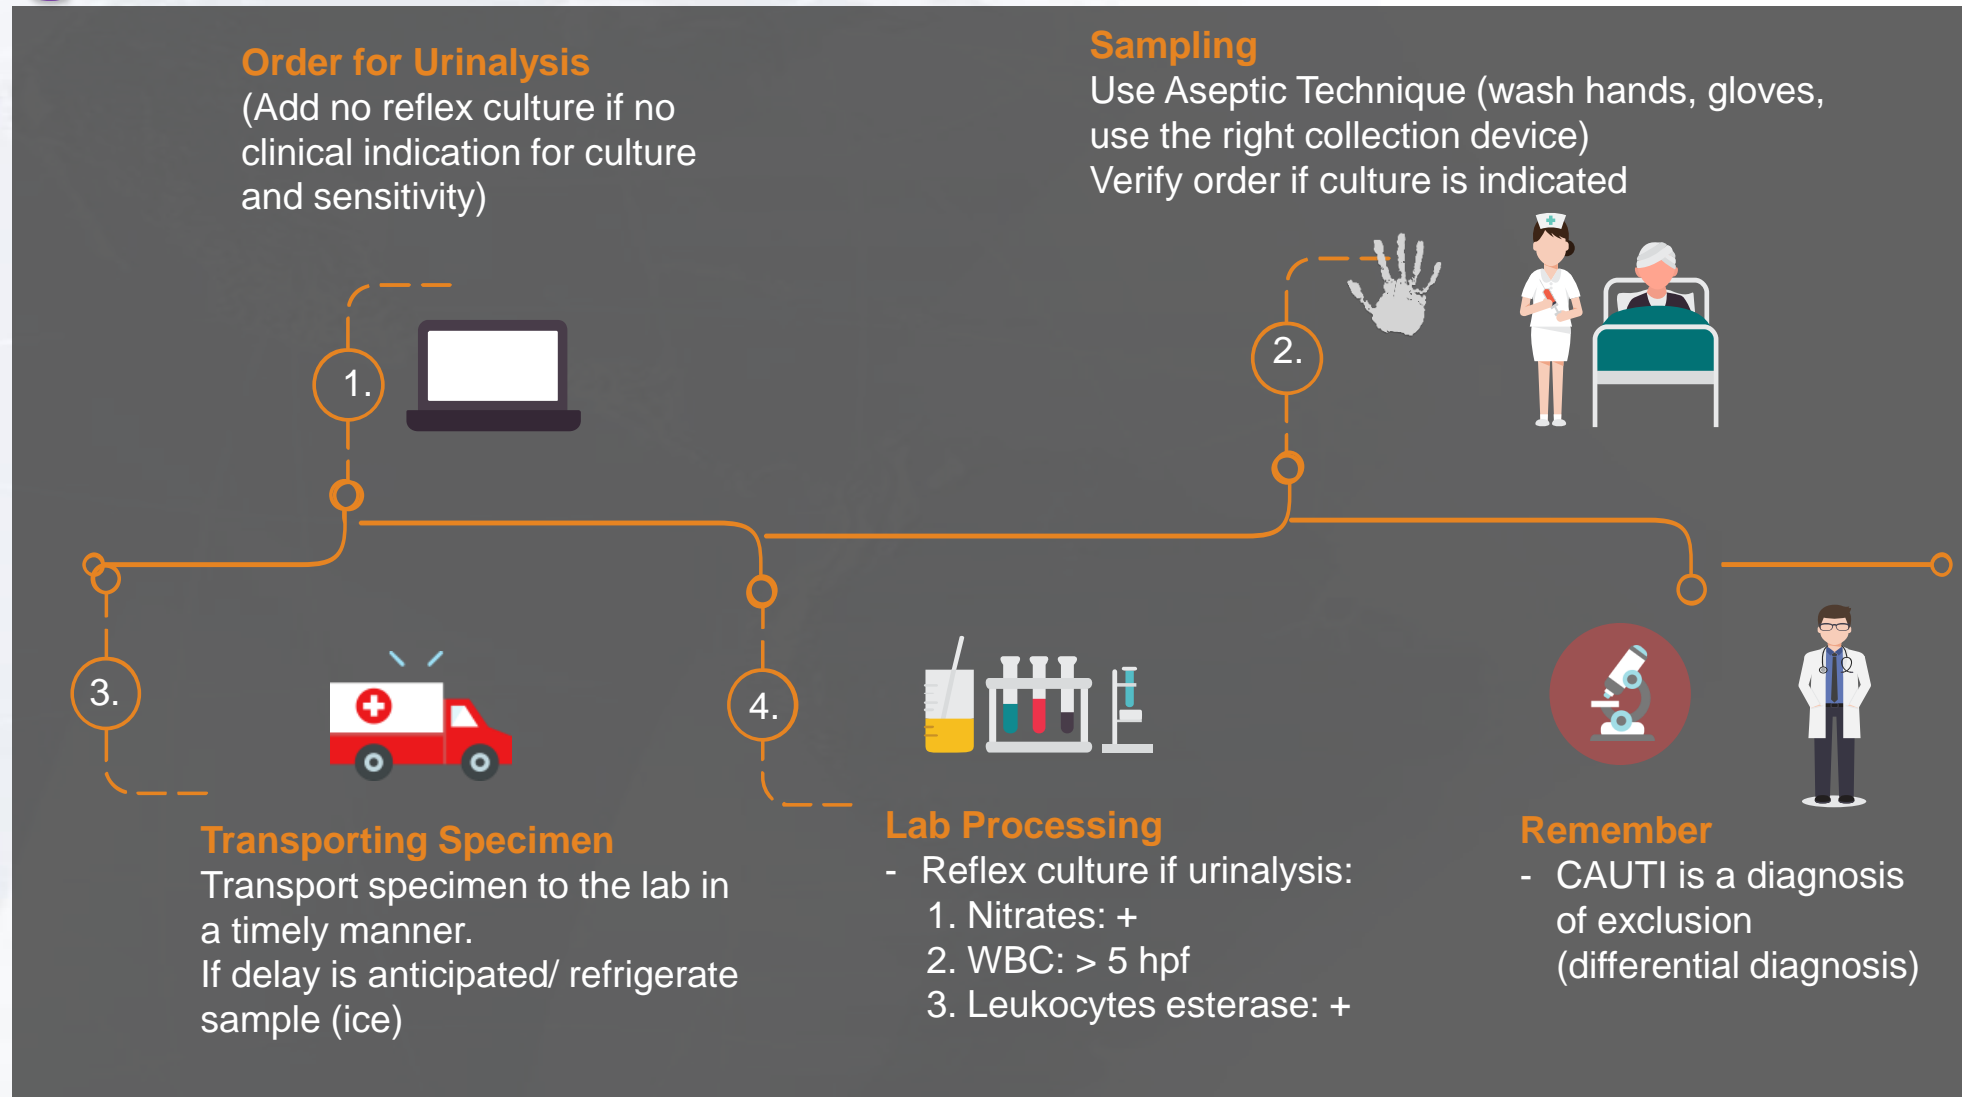 Order for Urinalysis
(Add no reflex culture if no
clinical indication for culture
and sensitivity)
1.
Sampling
Use Aseptic Technique (wash hands, gloves,
use the right collection device)
Verify order if culture is indicated
2.
3.
Transporting Specimen
Transport specimen to the lab in
a timely manner.
If delay is anticipated/ refrigerate
sample (ice)
4.
Lab Processing
- Reflex culture if urinalysis:
1. Nitrates: +
2. WBC: > 5 hpf
3. Leukocytes esterase: +
Remember
- CAUTI is a diagnosis
of exclusion
(differential diagnosis)